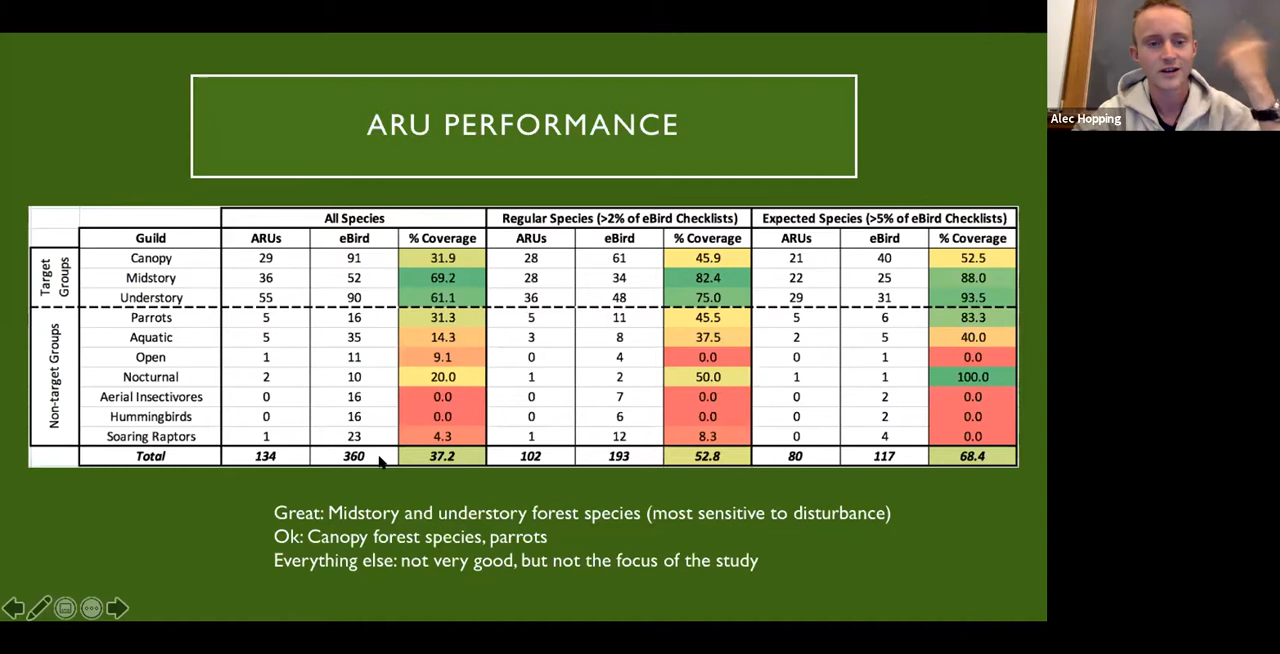 Alec Hopping
ARU PERFORMANCE
All Species Regular Species (>2% of eBird Checklists) Expected Species (>5% of eBird Checklists)
Guild ARUs eBird % Coverage ARUs eBird % Coverage ARUs eBird % Coverage
Target Groups
Canopy 29 91 31.9 28 61 45.9 21 40 52.5
Midstory 36 52 69.2 28 34 82.4 22 25 88.0
Understory 55 90 61.1 36 48 75.0 29 31 93.5
Non-target Groups
Parrots 5 16 31.3 5 11 45.5 5 6 83.3
Aquatic 5 35 14.3 3 8 37.5 2 5 40.0
Open 1 11 9.1 0 4 0.0 0 1 0.0
Nocturnal 2 10 20.0 1 2 50.0 1 1 100.0
Aerial Insectivores 0 16 0.0 0 7 0.0 0 2 0.0
Hummingbirds 0 16 0.0 0 6 0.0 0 2 0.0
Soaring Raptors 1 23 4.3 1 12 8.3 0 4 0.0
Total 134 360 37.2 102 193 52.8 80 117 68.4
Great: Midstory and understory forest species (most sensitive to disturbance)
Ok: Canopy forest species, parrots
Everything else: not very good, but not the focus of the study